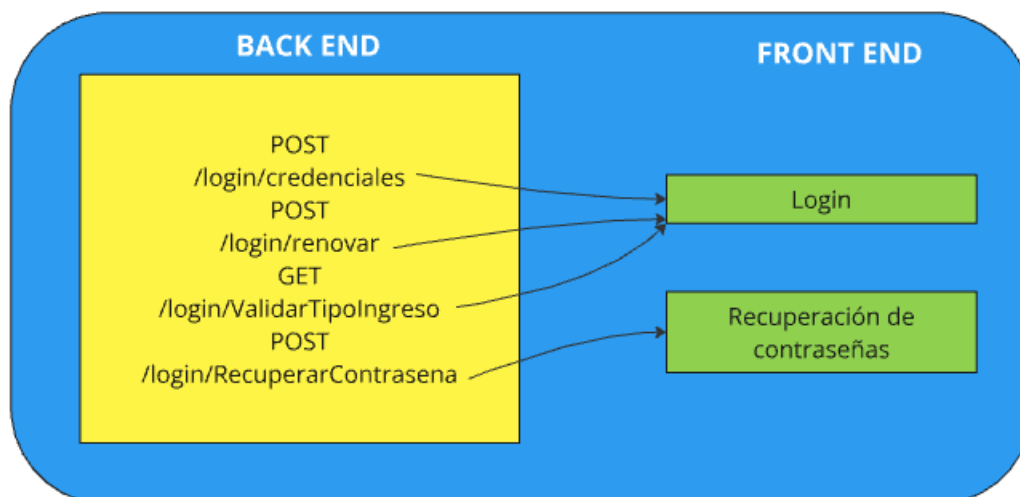 BACK END
POST
/login/credenciales
POST
/login/renovar
GET
/login/ValidarTipoIngreso
POST
/login/RecuperarContrasena
FRONT END
Login
Recuperación de
contraseñas